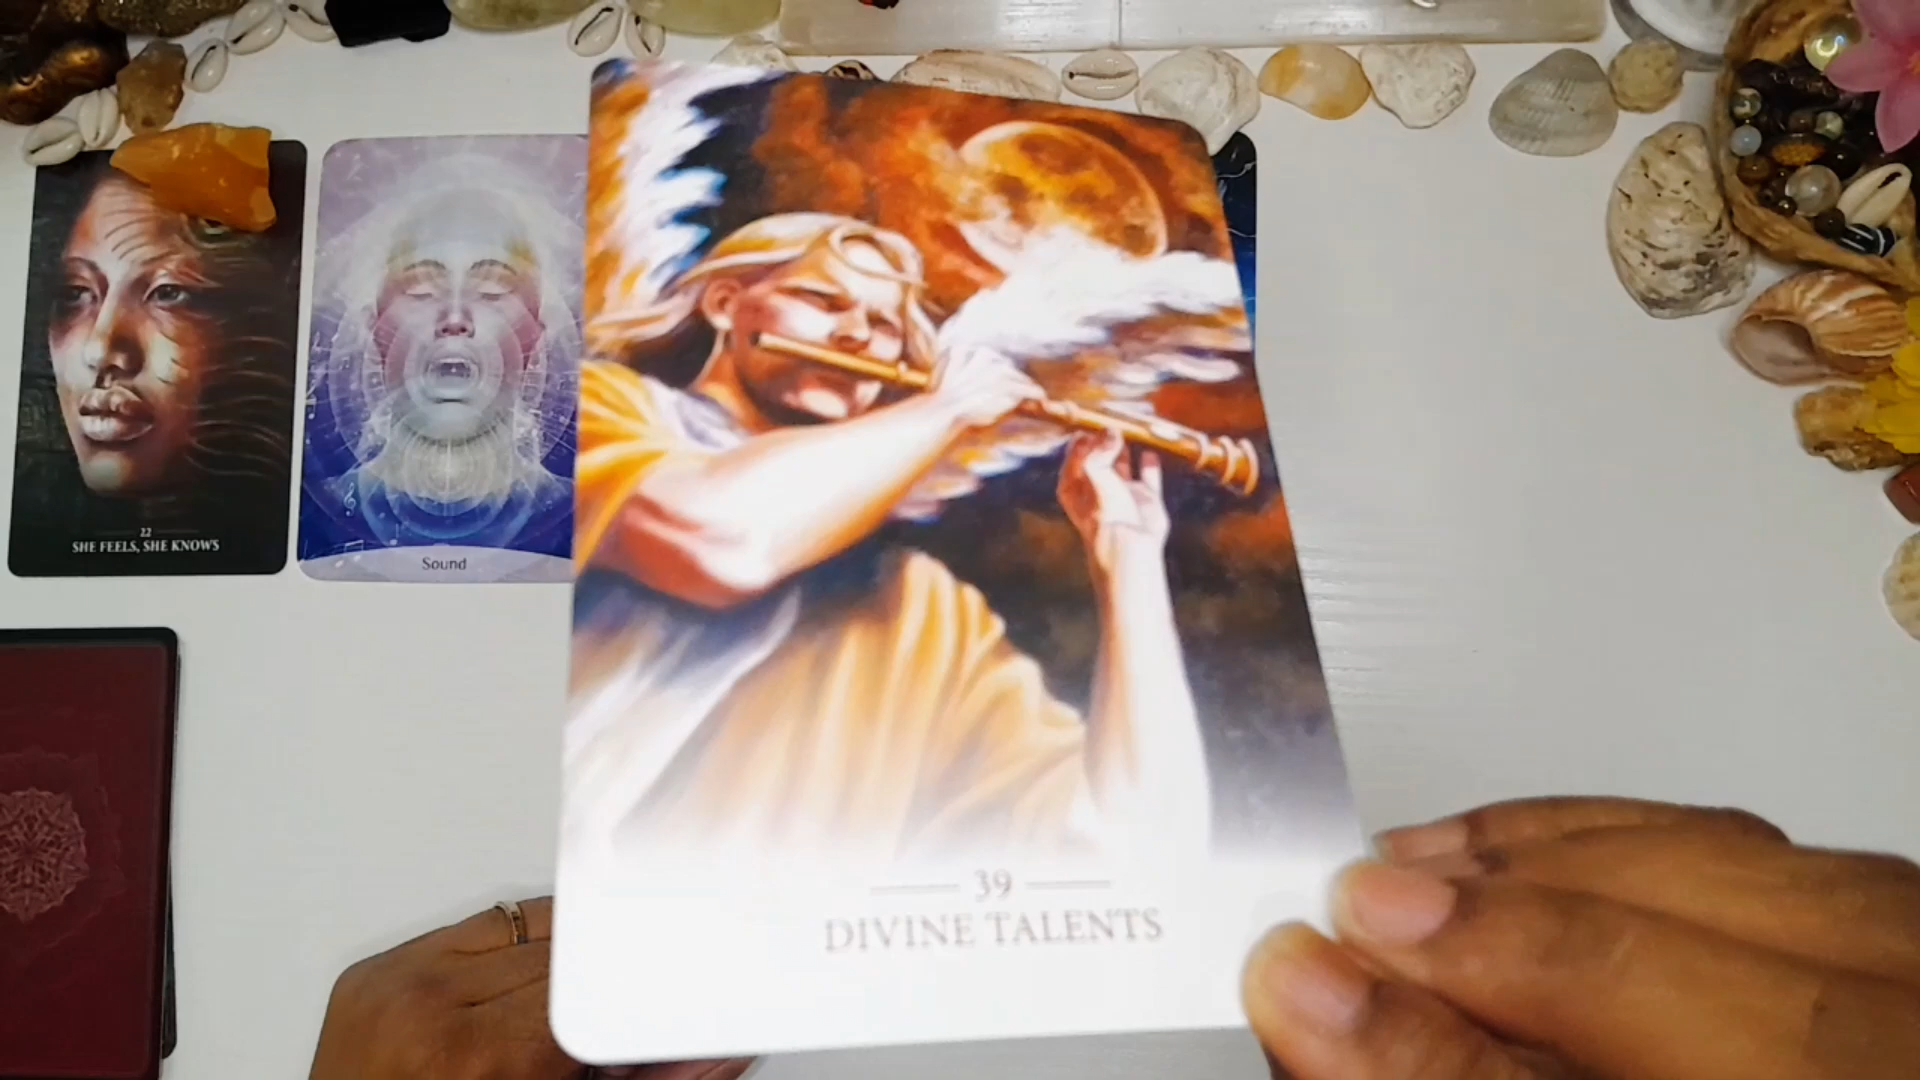 22
SHE FEELS, SHE KNOWS
Sound
39
DIVINE TALENTS